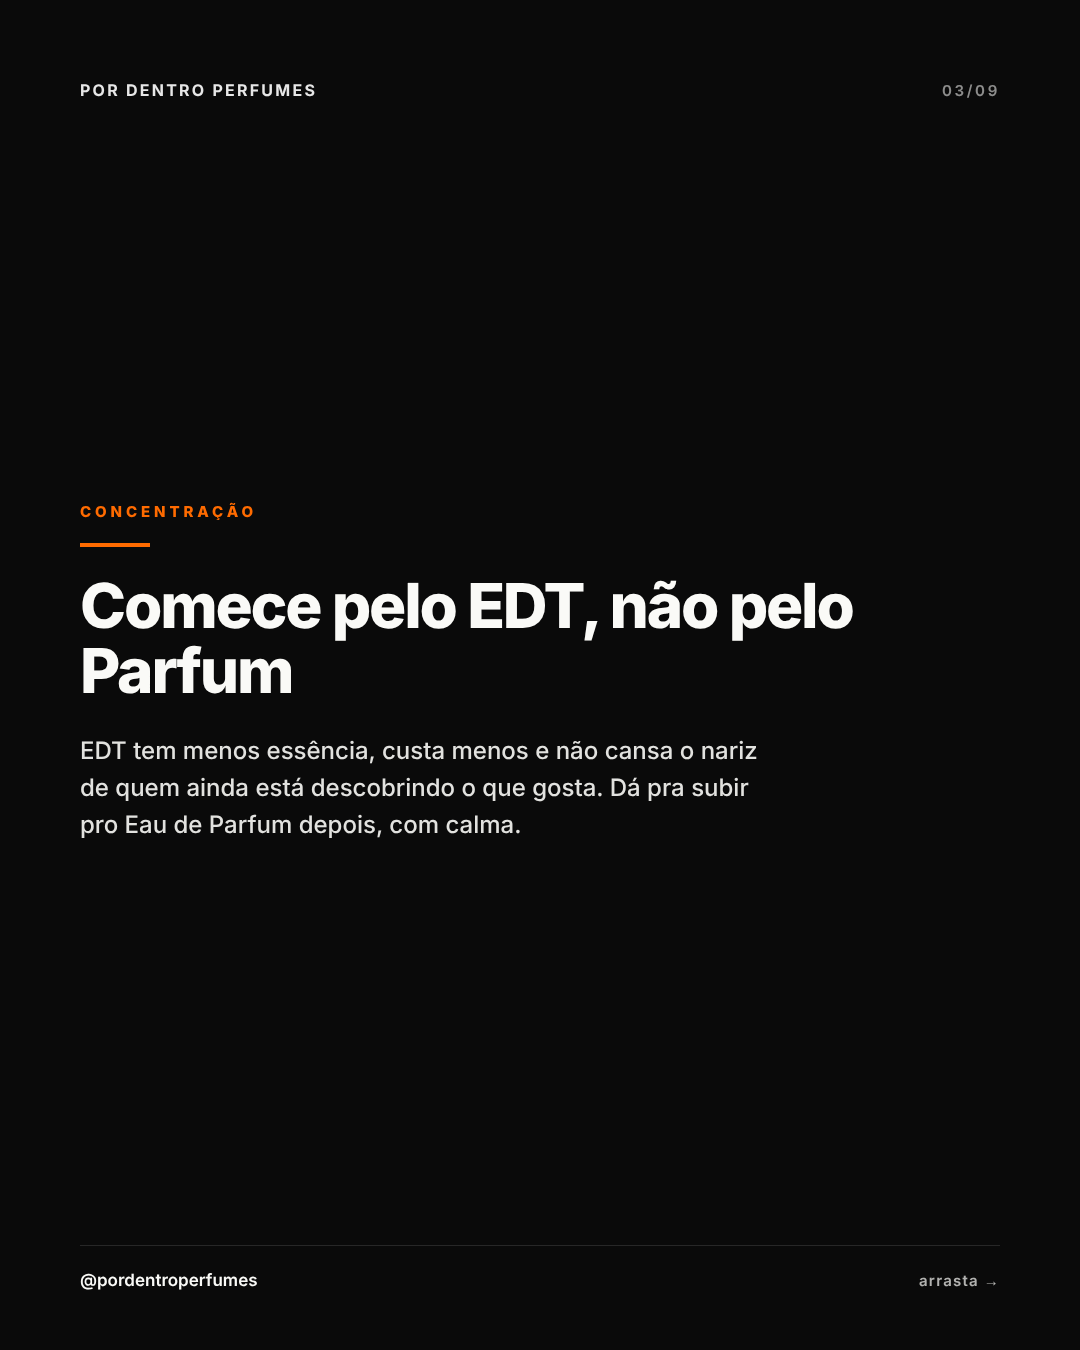 POR DENTRO PERFUMES
03/09
CONCENTRAÇÃO
Comece pelo EDT, não pelo
Parfum
EDT tem menos essência, custa menos e não cansa o nariz
de quem ainda está descobrindo o que gosta. Dá pra subir
pro Eau de Parfum depois, com calma.
@pordentroperfumes
arrasta →